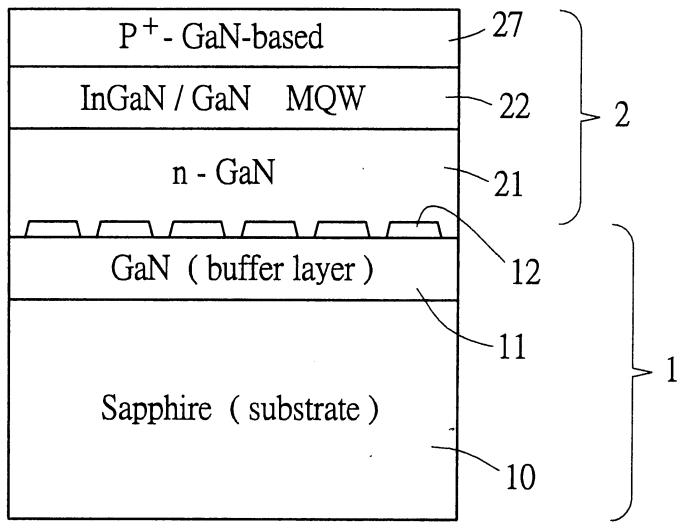 P+ - GaN-based
27
InGaN / GaN MQW
22
2
n - GaN
21
12
GaN ( buffer layer )
11
1
Sapphire ( substrate )
10